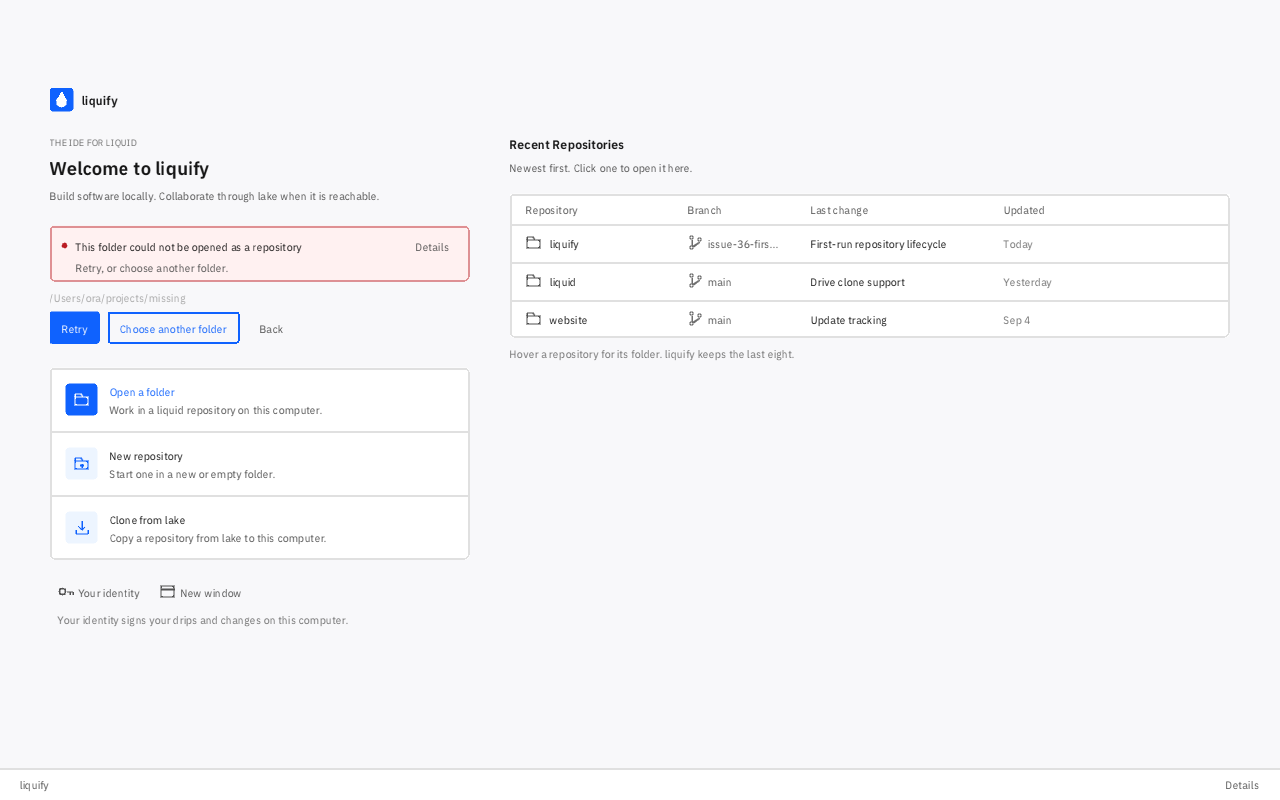 liquify
THE IDE FOR LIQUID
Welcome to liquify
Build software locally. Collaborate through lake when it is reachable.
This folder could not be opened as a repository
Details
Retry, or choose another folder.
/Users/ora/projects/missing
Retry
Choose another folder
Back
Open a folder
Work in a liquid repository on this computer.
New repository
Start one in a new or empty folder.
Clone from lake
Copy a repository from lake to this computer.
Your identity
New window
Your identity signs your drips and changes on this computer.
Recent Repositories
Newest first. Click one to open it here.
Repository Branch Last change Updated
liquify issue-36-firs... First-run repository lifecycle Today
liquid main Drive clone support Yesterday
website main Update tracking Sep 4
Hover a repository for its folder. liquify keeps the last eight.
liquify
Details